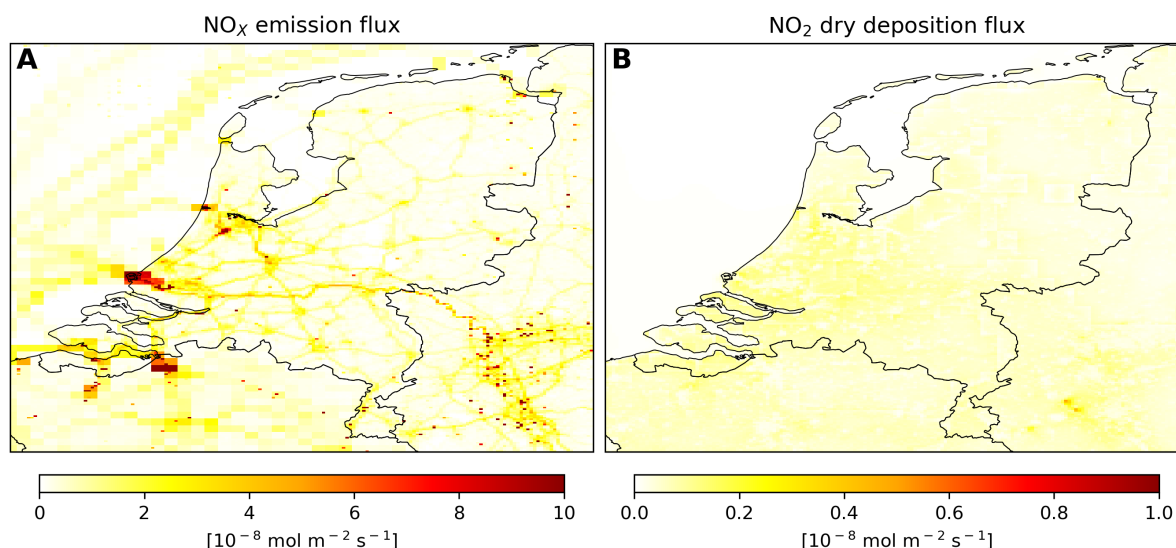 NOX emission flux
NO2 dry deposition flux
A
B
0 2 4 6 8 10
0.0 0.2 0.4 0.6 0.8 1.0
[10⁻⁸ mol m⁻² s⁻¹]
[10⁻⁸ mol m⁻² s⁻¹]